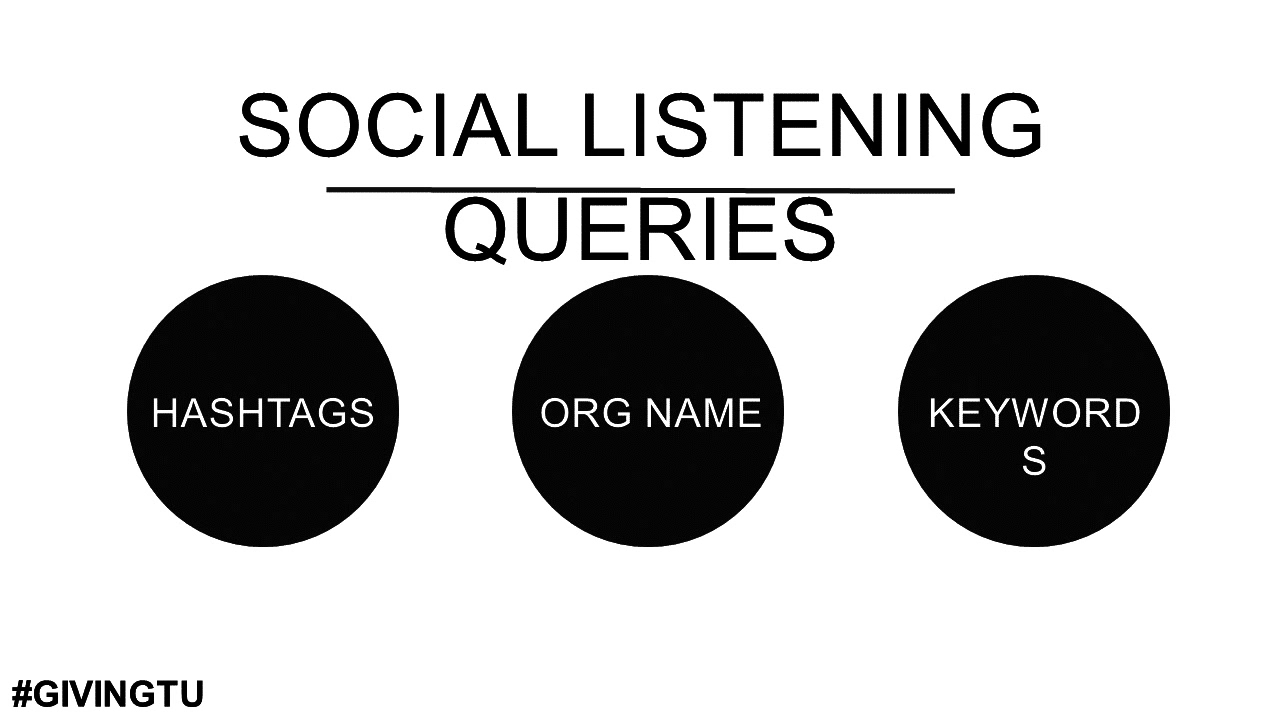 SOCIAL LISTENING
QUERIES
HASHTAGS
ORG NAME
KEYWORD
S
#GIVINGTU